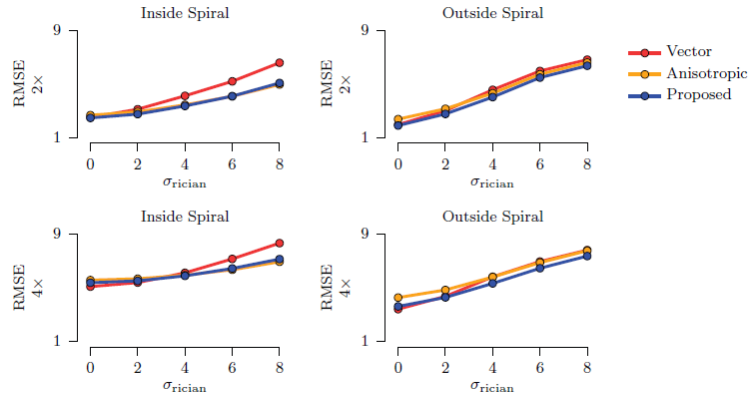 Inside Spiral
Outside Spiral
9
RMSE
2×
1
0 2 4 6 8
σrician
9
RMSE
2×
1
0 2 4 6 8
σrician
Vector
Anisotropic
Proposed
Inside Spiral
Outside Spiral
9
RMSE
4×
1
0 2 4 6 8
σrician
9
RMSE
4×
1
0 2 4 6 8
σrician